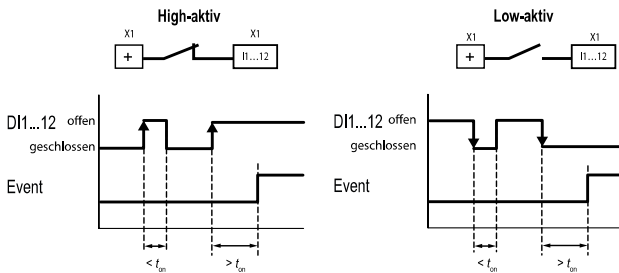 High-aktiv
X1
X1
+
I1...12
DI1...12
offen
geschlossen
Event
< ton
> ton
Low-aktiv
X1
X1
+
I1...12
DI1...12
offen
geschlossen
Event
< ton
> ton